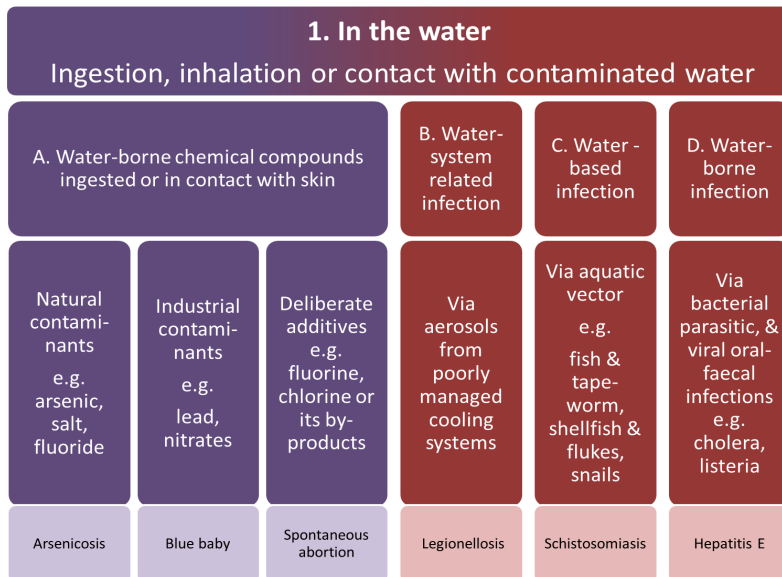 1. In the water
Ingestion, inhalation or contact with contaminated water
A. Water-borne chemical compounds
ingested or in contact with skin
B. Water-
system
related
infection
C. Water -
based
infection
D. Water-
borne
infection
Natural
contami-
nants
e.g.
arsenic,
salt,
fluoride
Industrial
contami-
nants
e.g.
lead,
nitrates
Deliberate
additives
e.g.
fluorine,
chlorine or
its by-
products
Via
aerosols
from
poorly
managed
cooling
systems
Via aquatic
vector
e.g.
fish &
tape-
worm,
shellfish &
flukes,
snails
Via
bacterial
parasitic, &
viral oral-
faecal
infections
e.g.
cholera,
listeria
Arsenicosis
Blue baby
Spontaneous
abortion
Legionellosis
Schistosomiasis
Hepatitis E